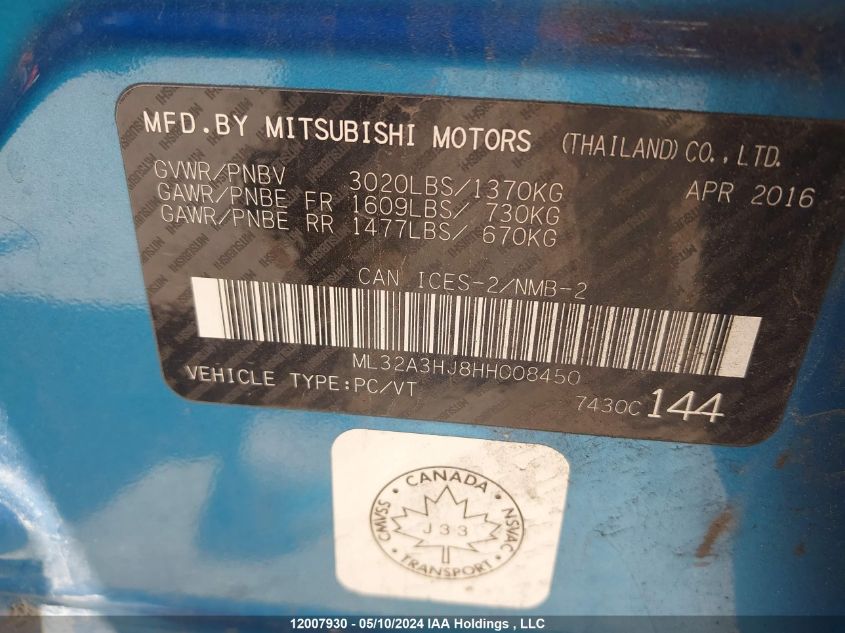 MFD.BY MITSUBISHI MOTORS (THAILAND) CO., LTD.
GVWR/PNBV 3020LBS/1370KG APR 2016
GAWR/PNBE FR 1609LBS/ 730KG
GAWR/PNBE RR 1477LBS/ 670KG
CAN ICES-2/NMB-2
ML32A3HJ8HH008450
VEHICLE TYPE:PC/VT
7430C 144
CANADA
CMVSS J33 NSVAC
TRANSPORT
12007930 - 05/10/2024 IAA Holdings , LLC